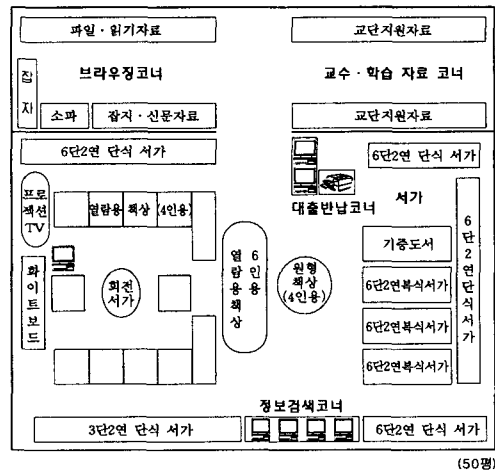 파일 · 읽기자료
교단지원자료
잡지
브라우징코너
교수 · 학습 자료 코너
소파
잡지 · 신문자료
교단지원자료
6단2연 단식 서가
6단2연 단식 서가
프로젝션TV
열람용 책상 (4인용)
대출반납코너
서가
6단2연단식서가
기증도서
화이트보드
회전
서가
6인용
열람용책상
원형
책상
(4인용)
6단2연복식서가
6단2연복식서가
6단2연복식서가
정보검색코너
3단2연 단식 서가
6단2연 단식 서가
(50평)